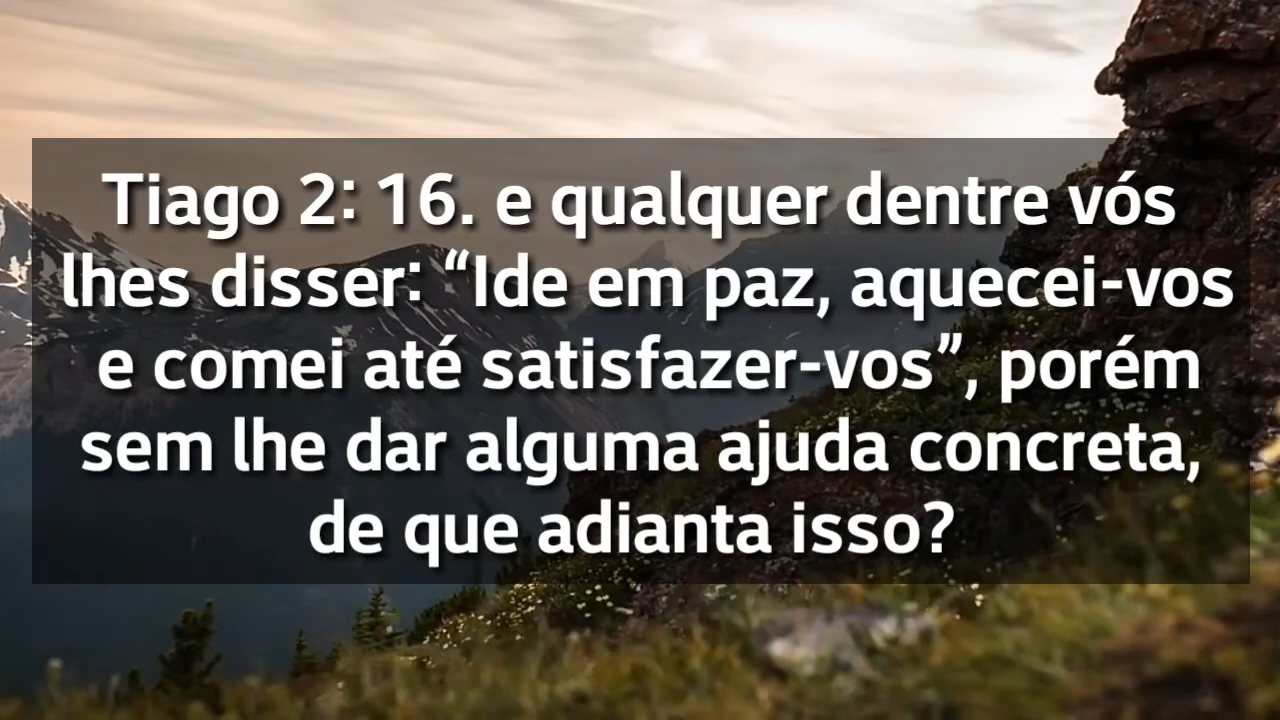 Tiago 2: 16. e qualquer dentre vós
lhes disser: “Ide em paz, aquecei-vos
e comei até satisfazer-vos”, porém
sem lhe dar alguma ajuda concreta,
de que adianta isso?